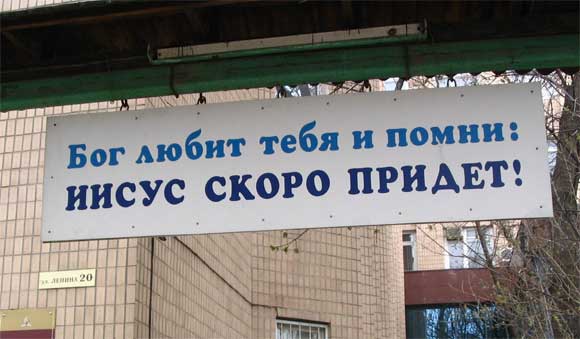 Бог любит тебя и помни:
ИИСУС СКОРО ПРИДЕТ!
ул. ЛЕНИНА 20